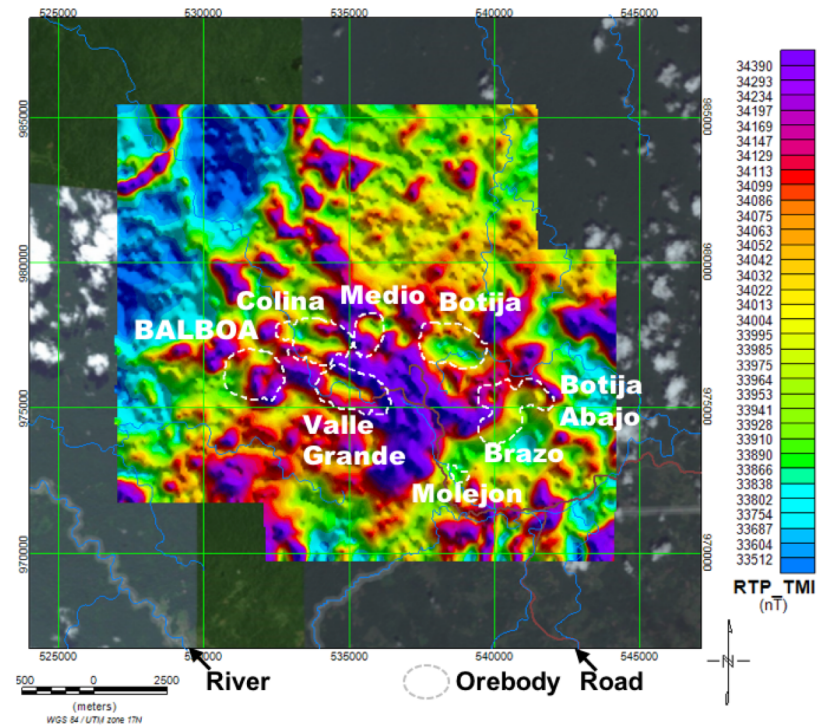 525000 530000 535000 540000 545000
985000 985000
980000 980000
975000 975000
970000 970000
Colina
Medio
Botija
BALBOA
Valle
Grande
Botija
Abajo
Brazo
Molejon
525000 530000 535000 540000 545000
34390
34293
34234
34197
34169
34147
34129
34113
34099
34086
34075
34063
34052
34042
34032
34022
34013
34004
33995
33985
33975
33964
33953
33941
33928
33910
33890
33866
33838
33802
33754
33687
33604
33512
RTP_TMI
(nT)
500 0 2500
(meters)
WGS 84 / UTM zone 17N
River
Orebody
Road
N